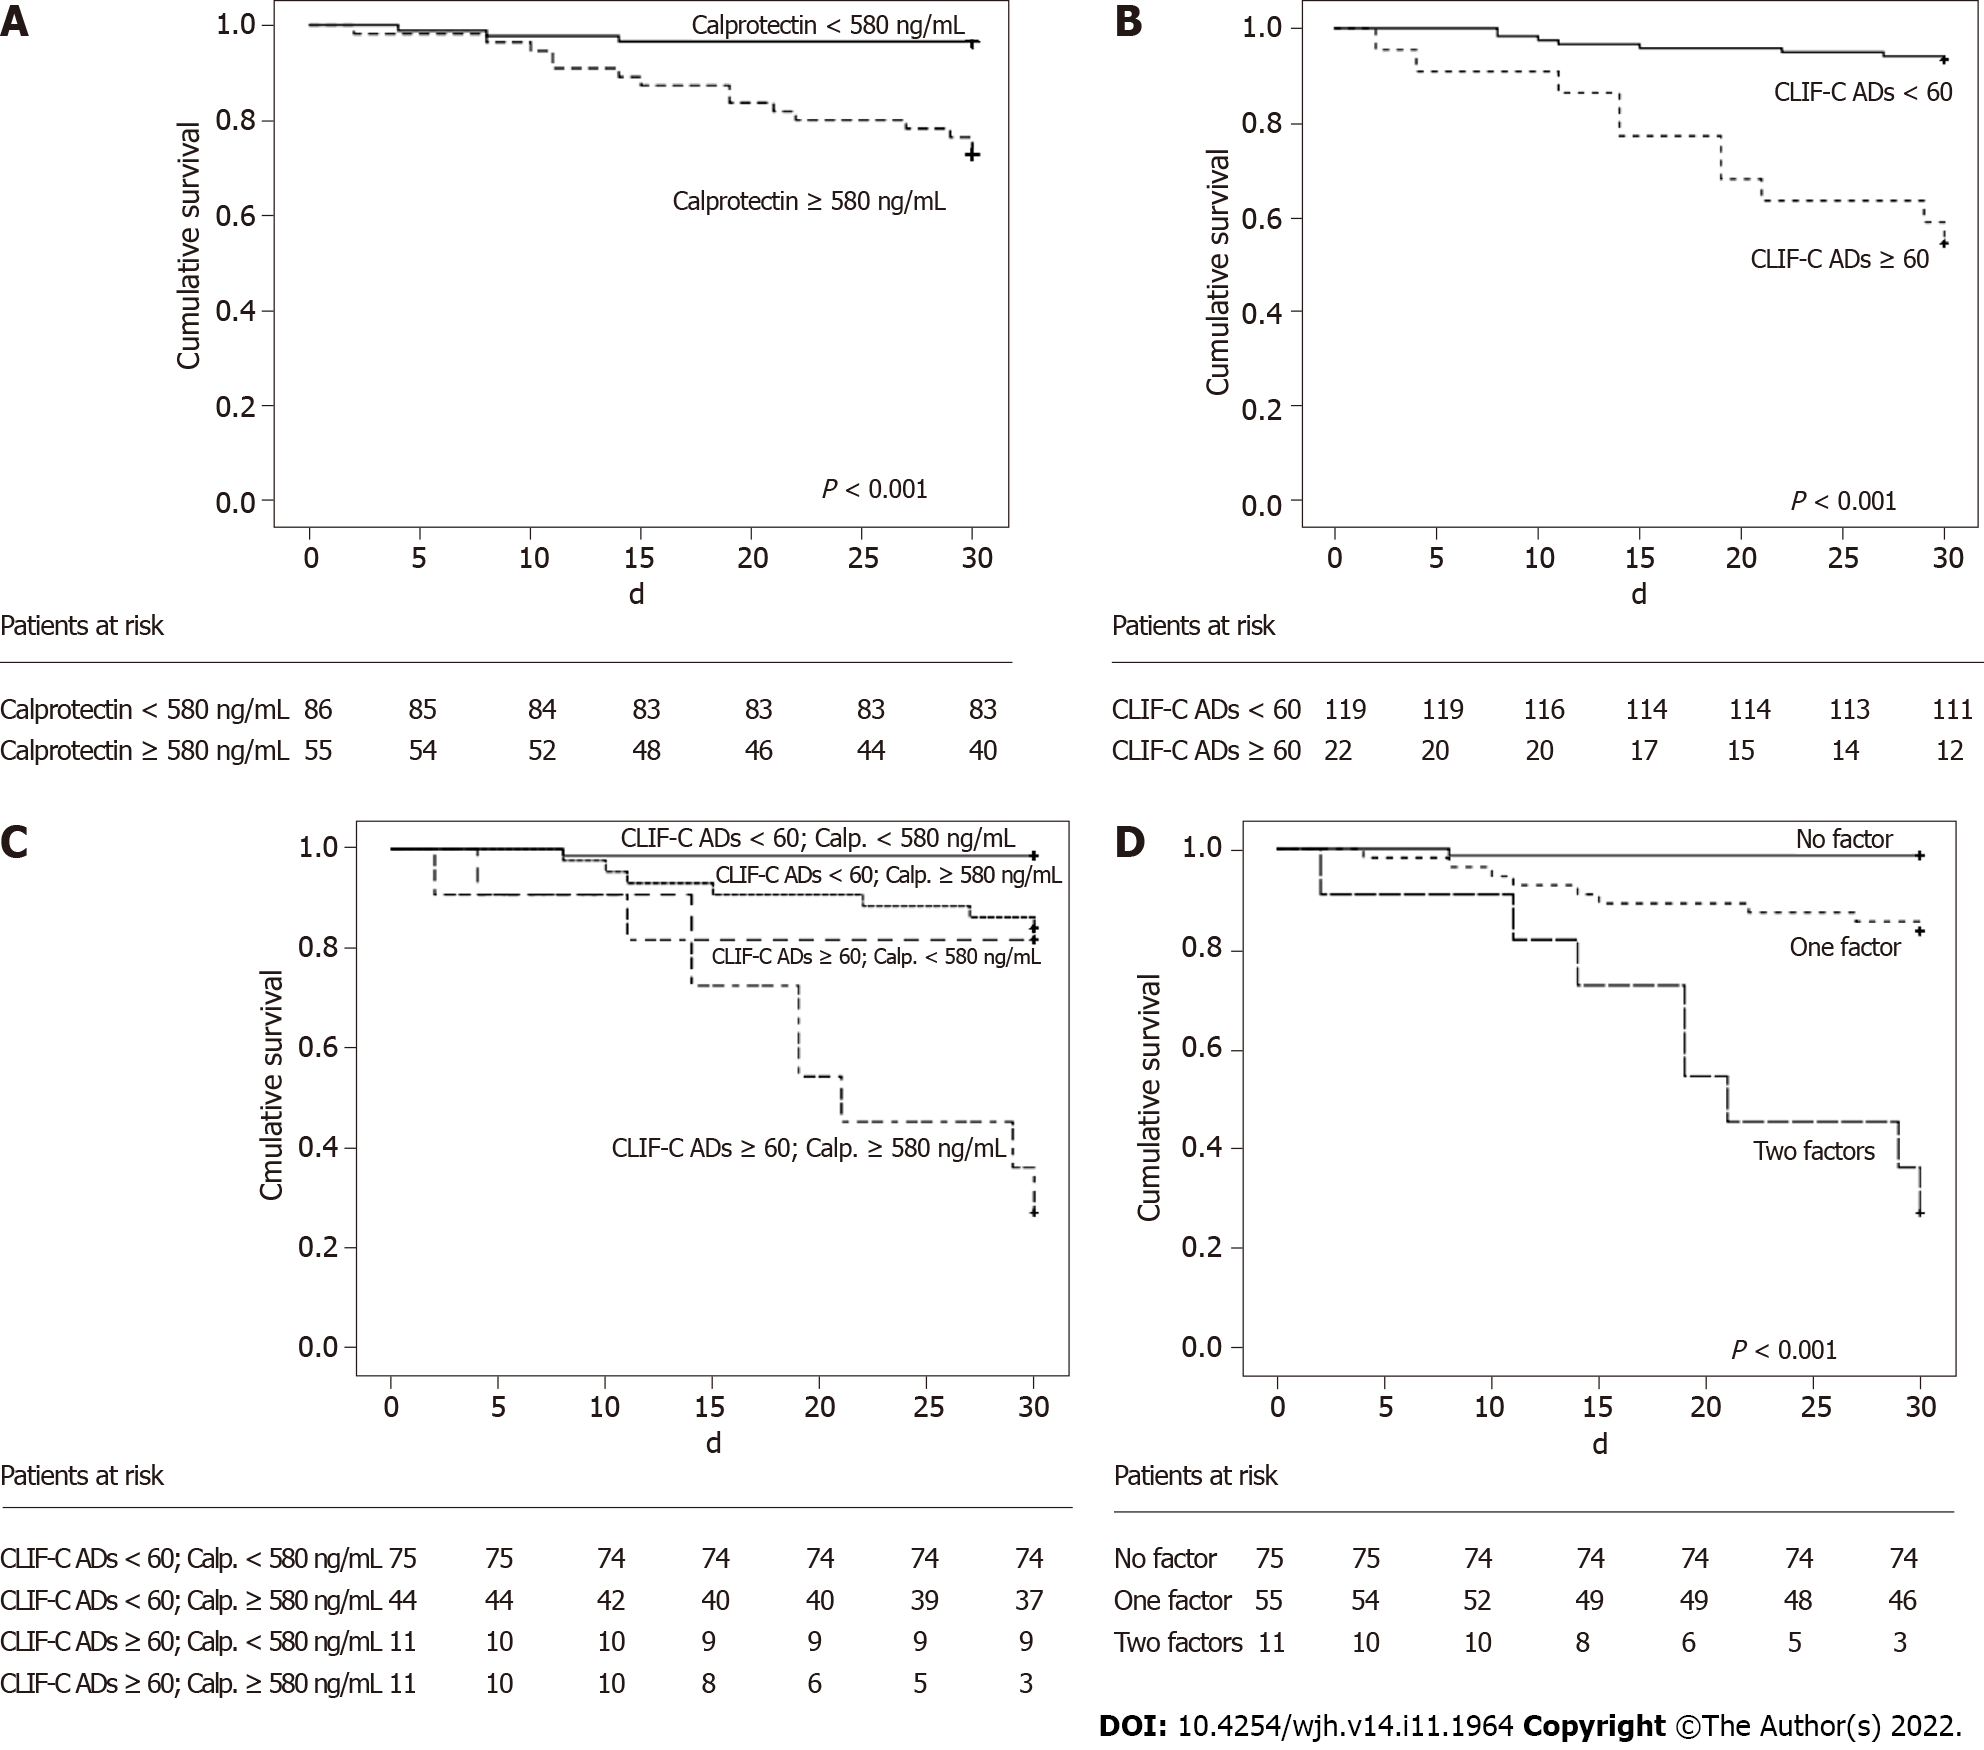 A
Calprotectin < 580 ng/mL
Calprotectin ≥ 580 ng/mL
P < 0.001
Cumulative survival
1.0
0.8
0.6
0.4
0.2
0.0
0 5 10 15 20 25 30
d
Patients at risk
Calprotectin < 580 ng/mL 86 85 84 83 83 83 83
Calprotectin ≥ 580 ng/mL 55 54 52 48 46 44 40
B
CLIF-C ADs < 60
CLIF-C ADs ≥ 60
P < 0.001
Cumulative survival
1.0
0.8
0.6
0.4
0.2
0.0
0 5 10 15 20 25 30
d
Patients at risk
CLIF-C ADs < 60 119 119 116 114 114 113 111
CLIF-C ADs ≥ 60 22 20 20 17 15 14 12
C
CLIF-C ADs < 60; Calp. < 580 ng/mL
CLIF-C ADs < 60; Calp. ≥ 580 ng/mL
CLIF-C ADs ≥ 60; Calp. < 580 ng/mL
CLIF-C ADs ≥ 60; Calp. ≥ 580 ng/mL
Cmulative survival
1.0
0.8
0.6
0.4
0.2
0.0
0 5 10 15 20 25 30
d
Patients at risk
CLIF-C ADs < 60; Calp. < 580 ng/mL 75 75 74 74 74 74 74
CLIF-C ADs < 60; Calp. ≥ 580 ng/mL 44 44 42 40 40 39 37
CLIF-C ADs ≥ 60; Calp. < 580 ng/mL 11 10 10 9 9 9 9
CLIF-C ADs ≥ 60; Calp. ≥ 580 ng/mL 11 10 10 8 6 5 3
D
No factor
One factor
Two factors
P < 0.001
Cumulative survival
1.0
0.8
0.6
0.4
0.2
0.0
0 5 10 15 20 25 30
d
Patients at risk
No factor 75 75 74 74 74 74 74
One factor 55 54 52 49 49 48 46
Two factors 11 10 10 8 6 5 3
DOI: 10.4254/wjh.v14.i11.1964 Copyright ©The Author(s) 2022.